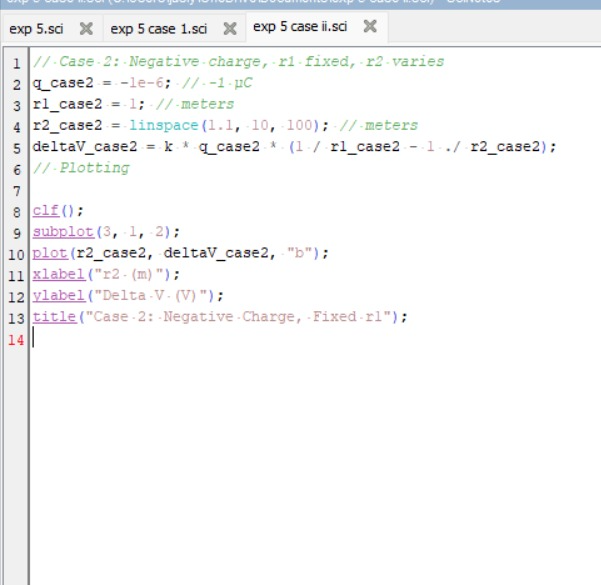 exp 5.sci exp 5 case 1.sci exp 5 case ii.sci
1 // Case 2: Negative charge, r1 fixed, r2 varies
2 q_case2 = -1e-6; // -1 µC
3 r1_case2 = 1; // meters
4 r2_case2 = linspace(1.1, 10, 100); // meters
5 deltaV_case2 = k * q_case2 * (1 / r1_case2 - 1 ./ r2_case2);
6 // Plotting
7
8 clf();
9 subplot(3, 1, 2);
10 plot(r2_case2, deltaV_case2, "b");
11 xlabel("r2 (m)");
12 ylabel("Delta V (V)");
13 title("Case 2: Negative Charge, Fixed r1");
14